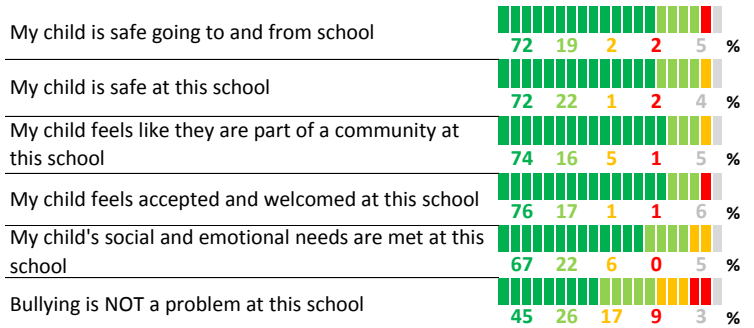 My child is safe going to and from school
72 19 2 2 5 %
My child is safe at this school
72 22 1 2 4 %
My child feels like they are part of a community at
this school
74 16 5 1 5 %
My child feels accepted and welcomed at this school
76 17 1 1 6 %
My child's social and emotional needs are met at this
school
67 22 6 0 5 %
Bullying is NOT a problem at this school
45 26 17 9 3 %